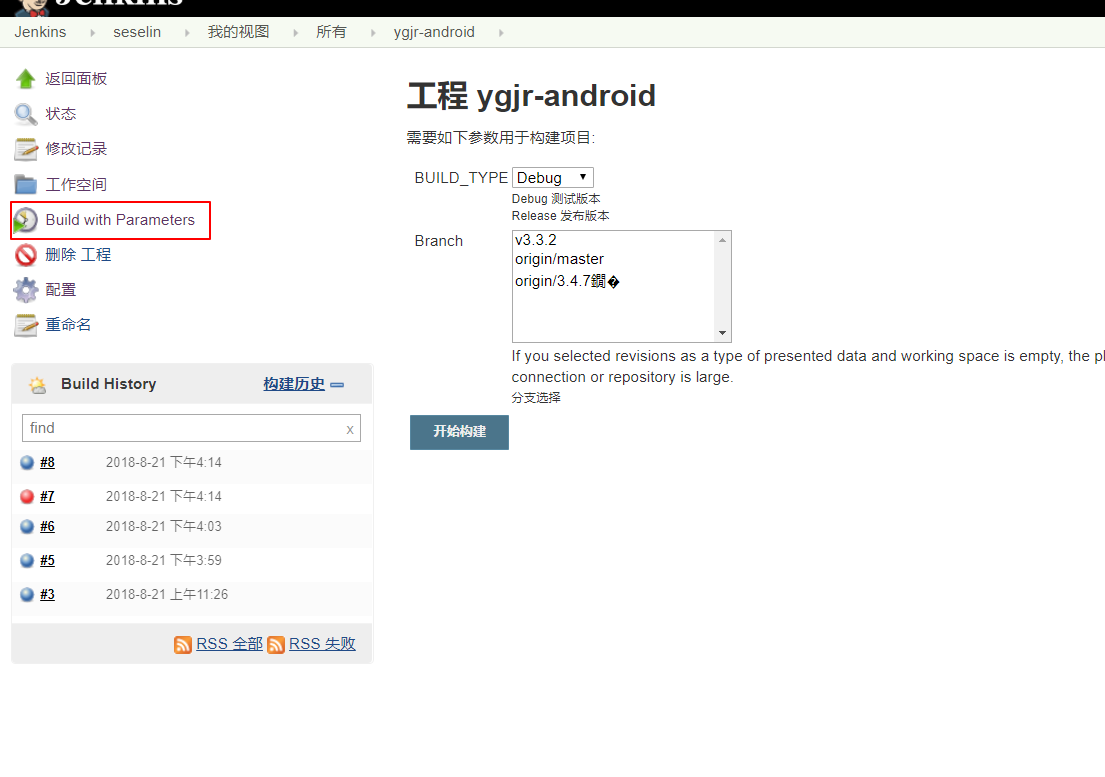 Jenkins
Jenkins seselin 我的视图 所有 ygjr-android
返回面板
状态
修改记录
工作空间
Build with Parameters
删除 工程
配置
重命名
Build History 构建历史
find x
#8 2018-8-21 下午4:14
#7 2018-8-21 下午4:14
#6 2018-8-21 下午4:03
#5 2018-8-21 下午3:59
#3 2018-8-21 上午11:26
RSS 全部 RSS 失败
工程 ygjr-android
需要如下参数用于构建项目:
BUILD_TYPE Debug
Debug 测试版本
Release 发布版本
Branch
v3.3.2
origin/master
origin/3.4.7鐗�
If you selected revisions as a type of presented data and working space is empty, the pl
connection or repository is large.
分支选择
开始构建